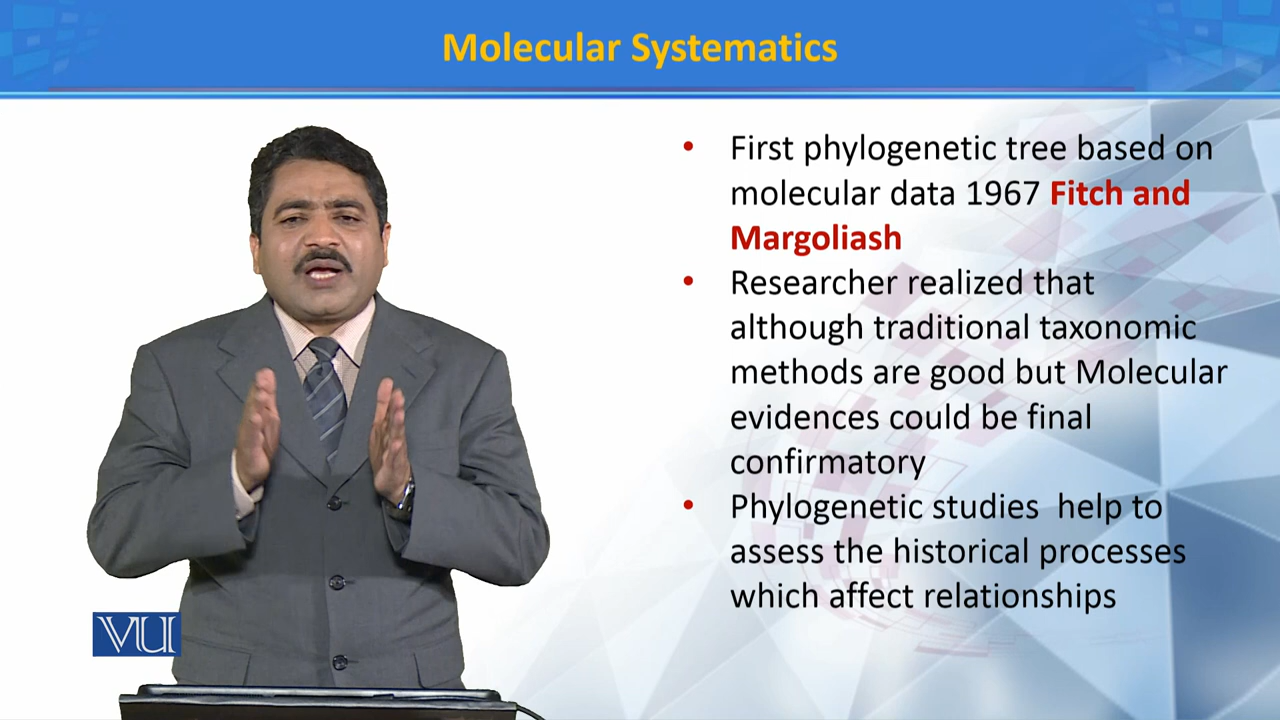 Molecular Systematics
• First phylogenetic tree based on
molecular data 1967 Fitch and
Margoliash
• Researcher realized that
although traditional taxonomic
methods are good but Molecular
evidences could be final
confirmatory
• Phylogenetic studies  help to
assess the historical processes
which affect relationships
VU